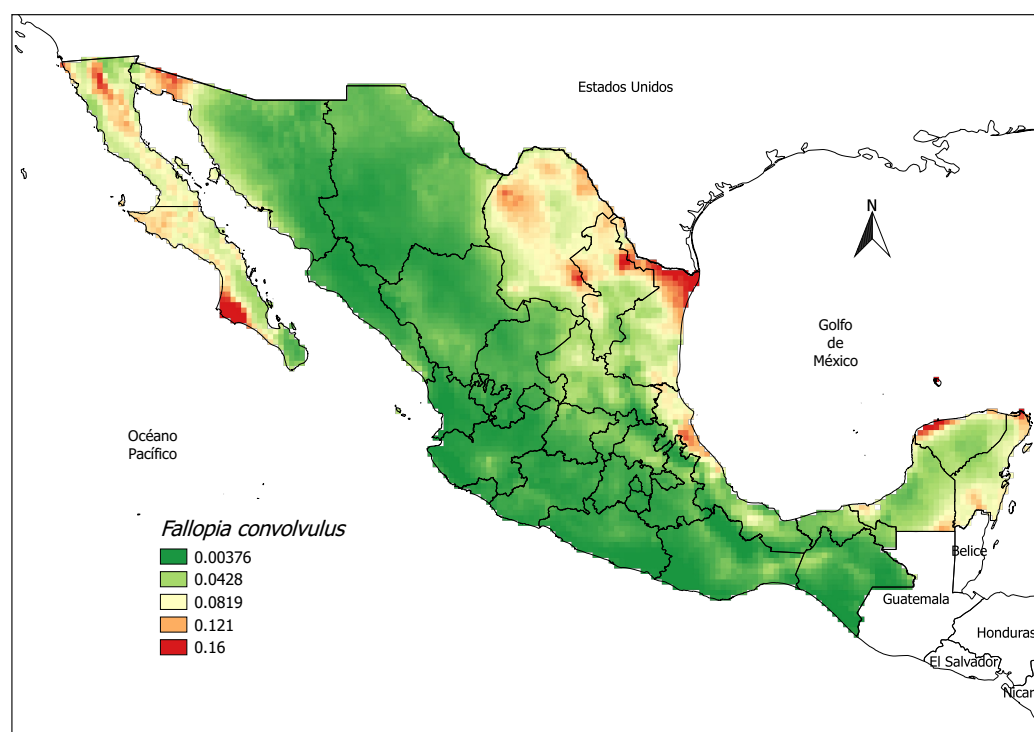 Estados Unidos
N
Golfo
de
México
Océano
Pacífico
Fallopia convolvulus
0.00376
0.0428
0.0819
0.121
0.16
Belice
Guatemala
Honduras
El Salvador
Nicar